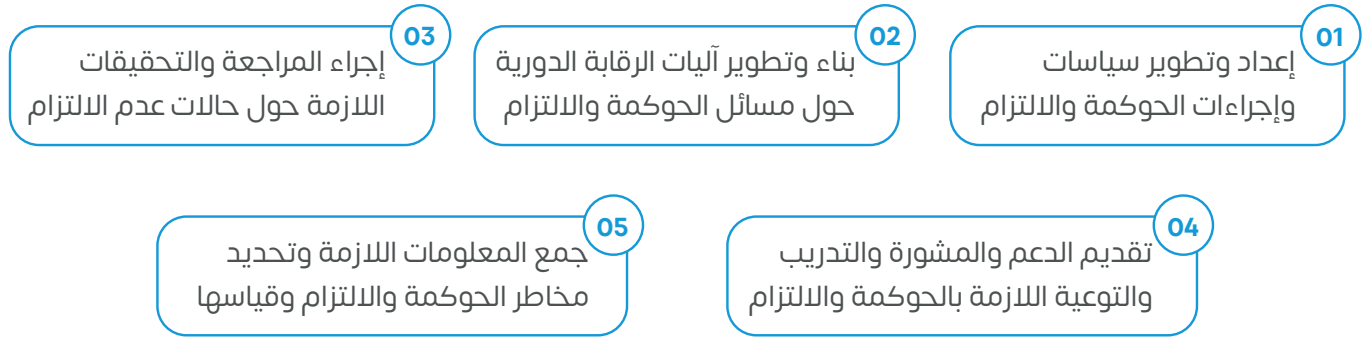 01
إعداد وتطوير سياسات
وإجراءات الحوكمة والالتزام
02
بناء وتطوير آليات الرقابة الدورية
حول مسائل الحوكمة والالتزام
03
إجراء المراجعة والتحقيقات
اللازمة حول حالات عدم الالتزام
04
تقديم الدعم والمشورة والتدريب
والتوعية اللازمة بالحوكمة والالتزام
05
جمع المعلومات اللازمة وتحديد
مخاطر الحوكمة والالتزام وقياسها